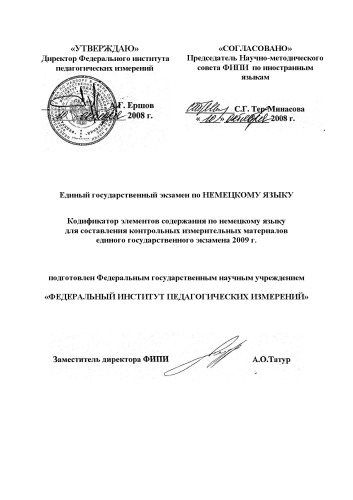 «УТВЕРЖДАЮ»
Директор Федерального института
педагогических измерений
Ершов
2008 г.
«СОГЛАСОВАНО»
Председатель Научно-методического
совета ФИПИ по иностранным
языкам
С.Г. Тер-Минасова
2008 г.
Единый государственный экзамен по НЕМЕЦКОМУ ЯЗЫКУ
Кодификатор элементов содержания по немецкому языку
для составления контрольных измерительных материалов
единого государственного экзамена 2009 г.
подготовлен Федеральным государственным научным учреждением
«ФЕДЕРАЛЬНЫЙ ИНСТИТУТ ПЕДАГОГИЧЕСКИХ ИЗМЕРЕНИЙ»
Заместитель директора ФИПИ А.О.Татур